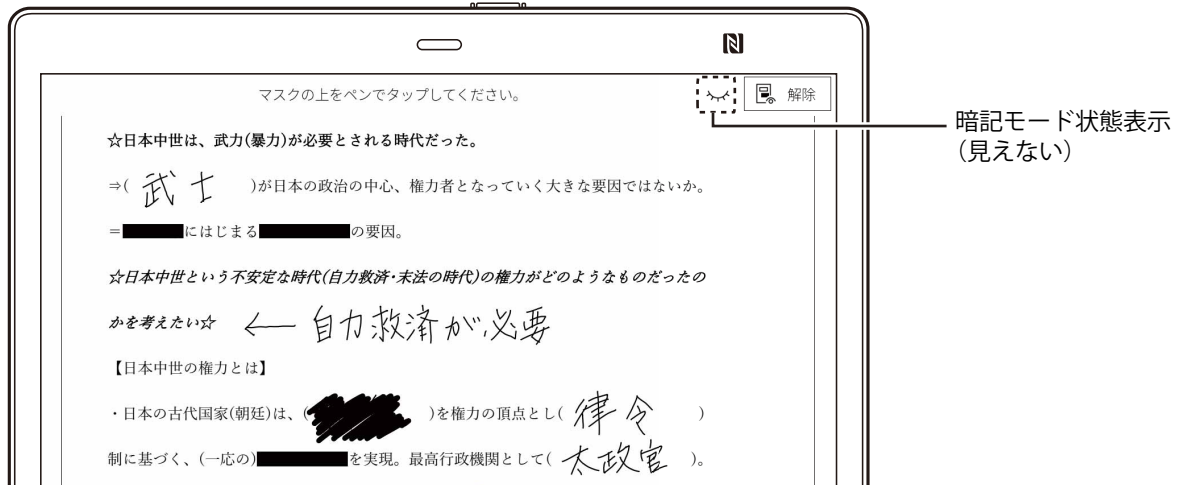 マスクの上をペンでタップしてください。
解除
暗記モード状態表示
(見えない)
☆日本中世は、武力(暴力)が必要とされる時代だった。
⇒( 武士 )が日本の政治の中心、権力者となっていく大きな要因ではないか。
=にはじまるの要因。
☆日本中世という不安定な時代(自力救済・末法の時代)の権力がどのようなものだったの
かを考えたい☆ ← 自力救済が必要
【日本中世の権力とは】
・日本の古代国家(朝廷)は、( )を権力の頂点とし( 律令 )
制に基づく、(一応の)を実現。最高行政機関として( 太政官 )。